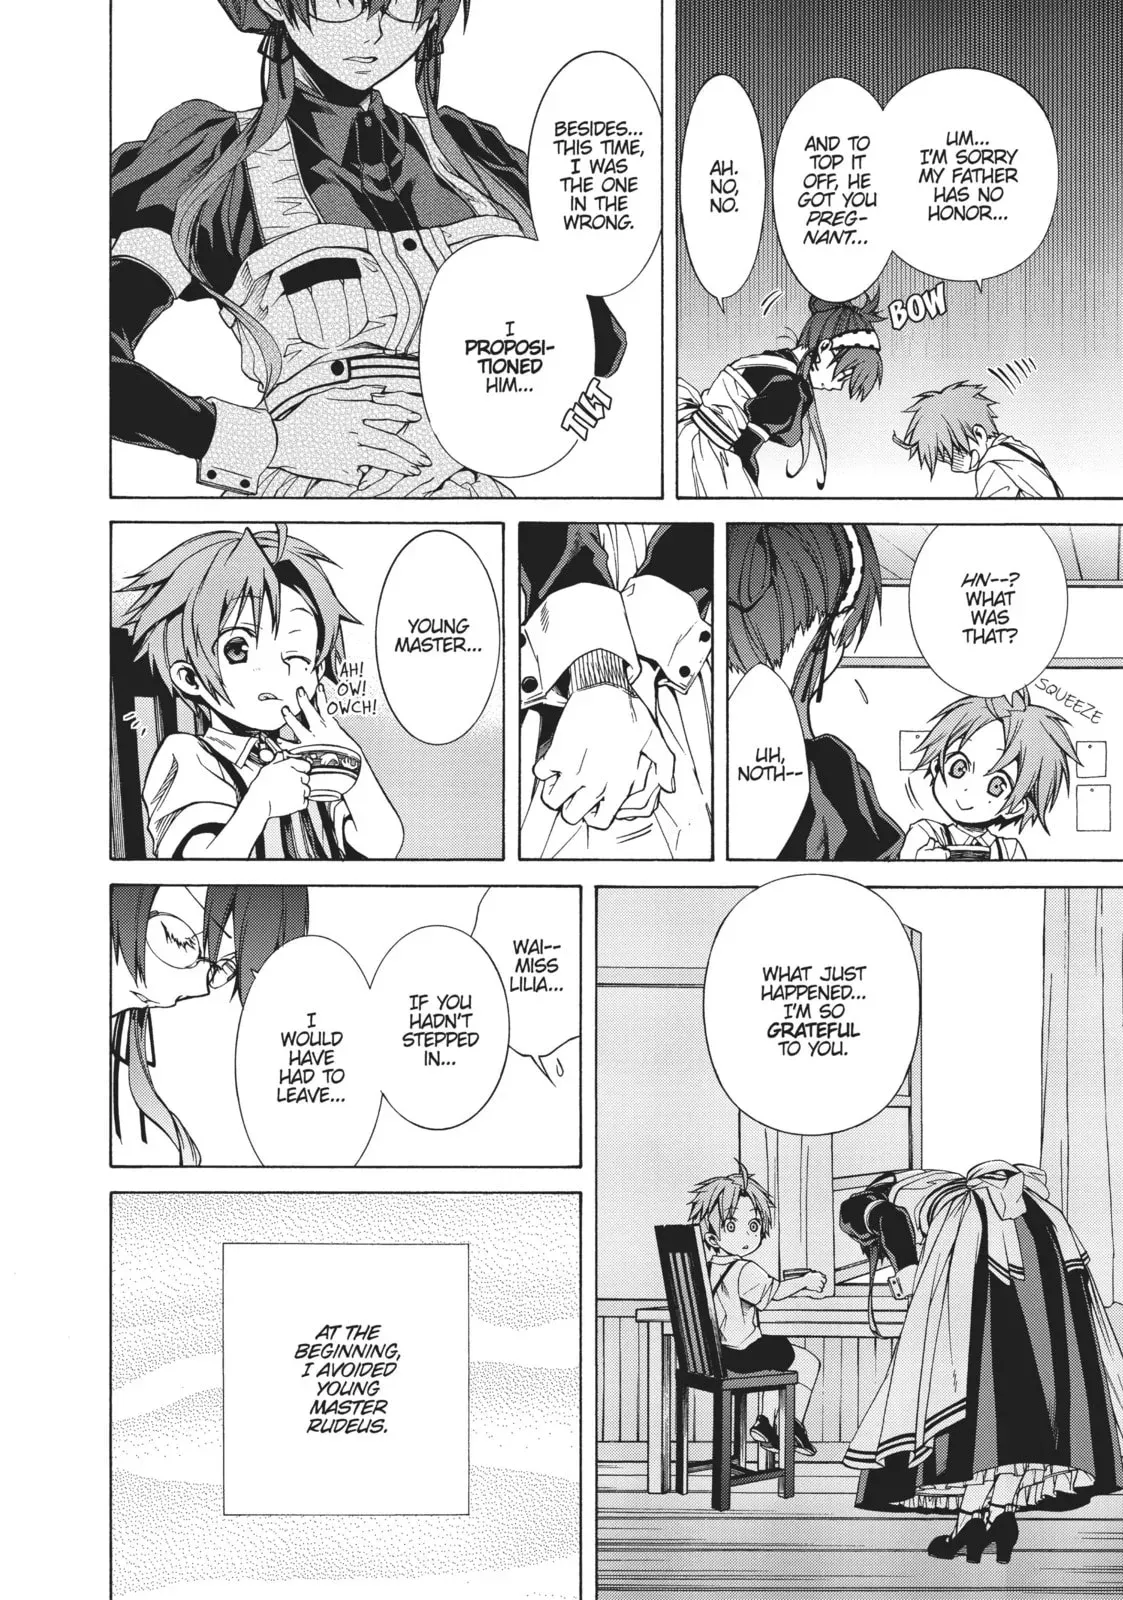 UM...
I'M SORRY
MY FATHER
HAS NO
HONOR...
AND TO
TOP IT
OFF, HE
GOT YOU
PREG-
NANT...
BOW
AH.
NO,
NO.
BESIDES...
THIS TIME,
I WAS
THE ONE
IN THE
WRONG.
I
PROPOSI-
TIONED
HIM...
TILT
HN--?
WHAT
WAS
THAT?
SQUEEZE
UH,
NOTH--
YOUNG
MASTER...
AH!
OW!
OWCH!
WHAT JUST
HAPPENED...
I'M SO
GRATEFUL
TO YOU.
WAI--
MISS
LILIA...
IF YOU
HADN'T
STEPPED
IN...
I
WOULD
HAVE
HAD TO
LEAVE...
AT THE
BEGINNING,
I AVOIDED
YOUNG
MASTER
RUDEUS.